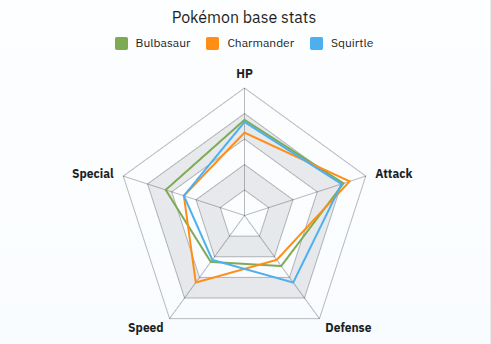 Pokémon base stats
Bulbasaur Charmander Squirtle
HP
Special Attack
Speed Defense